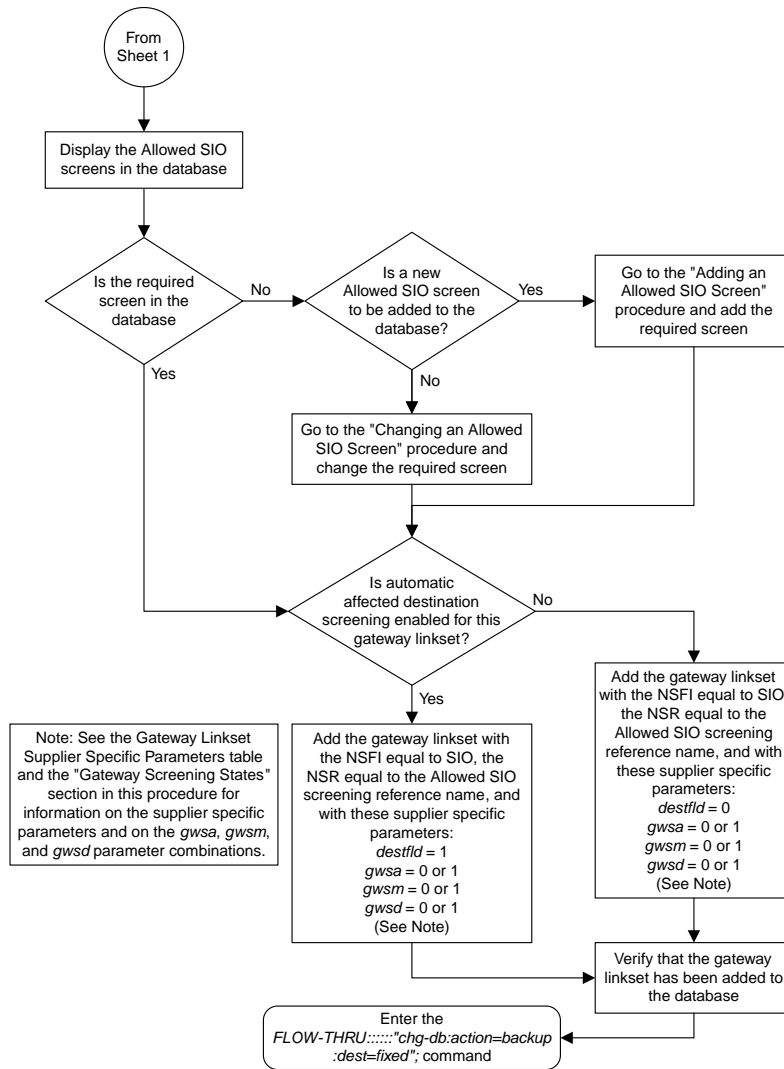 From
Sheet 1
Display the Allowed SIO
screens in the database
Is the required
screen in the
database
No
Yes
Is a new
Allowed SIO screen
to be added to the
database?
Yes
No
Go to the "Adding an
Allowed SIO Screen"
procedure and add the
required screen
Go to the "Changing an Allowed
SIO Screen" procedure and
change the required screen
Is automatic
affected destination
screening enabled for this
gateway linkset?
No
Yes
Note: See the Gateway Linkset
Supplier Specific Parameters table
and the "Gateway Screening States"
section in this procedure for
information on the supplier specific
parameters and on the gwsa, gwsm,
and gwsd parameter combinations.
Add the gateway linkset with
the NSFI equal to SIO, the
NSR equal to the Allowed SIO
screening reference name, and
with these supplier specific
parameters:
destfld = 1
gwsa = 0 or 1
gwsm = 0 or 1
gwsd = 0 or 1
(See Note)
Add the gateway linkset
with the NSFI equal to SIO,
the NSR equal to the
Allowed SIO screening
reference name, and with
these supplier specific
parameters:
destfld = 0
gwsa = 0 or 1
gwsm = 0 or 1
gwsd = 0 or 1
(See Note)
Verify that the gateway
linkset has been added to
the database
Enter the
FLOW-THRU::::::"chg-db:action=backup
:dest=fixed"; command